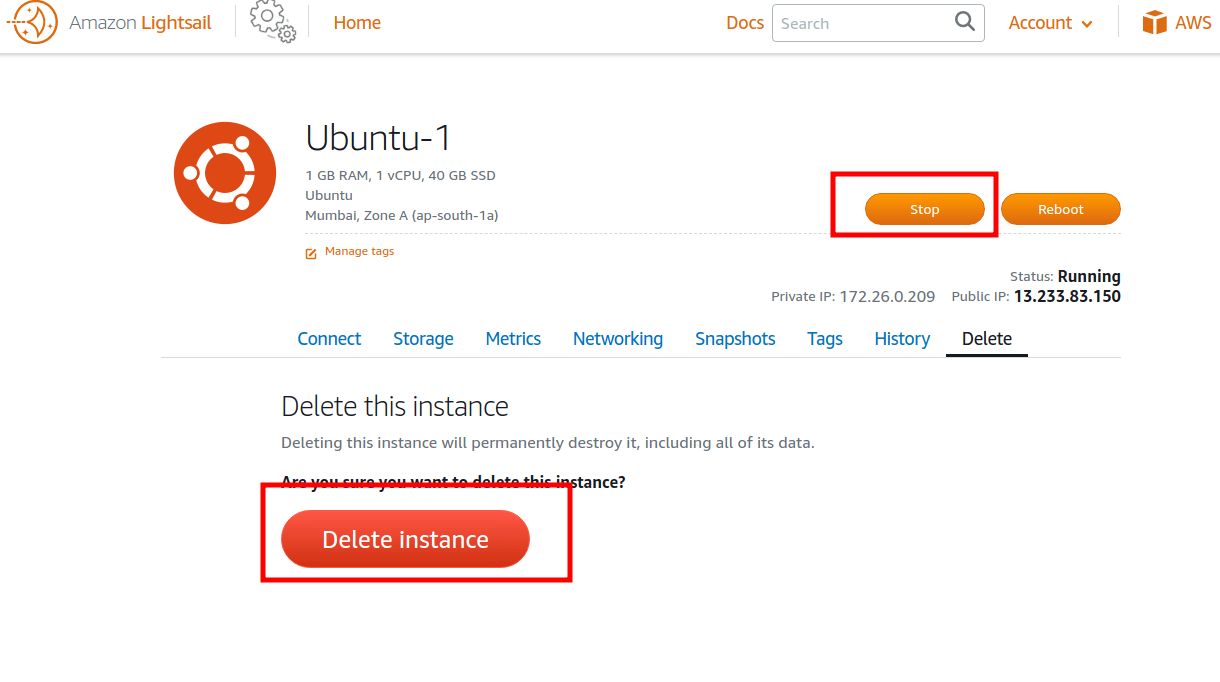 Amazon Lightsail Home Docs Search Account AWS
Ubuntu-1
1 GB RAM, 1 vCPU, 40 GB SSD
Ubuntu
Mumbai, Zone A (ap-south-1a)
Stop Reboot
Manage tags
Status: Running
Private IP: 172.26.0.209 Public IP: 13.233.83.150
Connect Storage Metrics Networking Snapshots Tags History Delete
Delete this instance
Deleting this instance will permanently destroy it, including all of its data.
Are you sure you want to delete this instance?
Delete instance